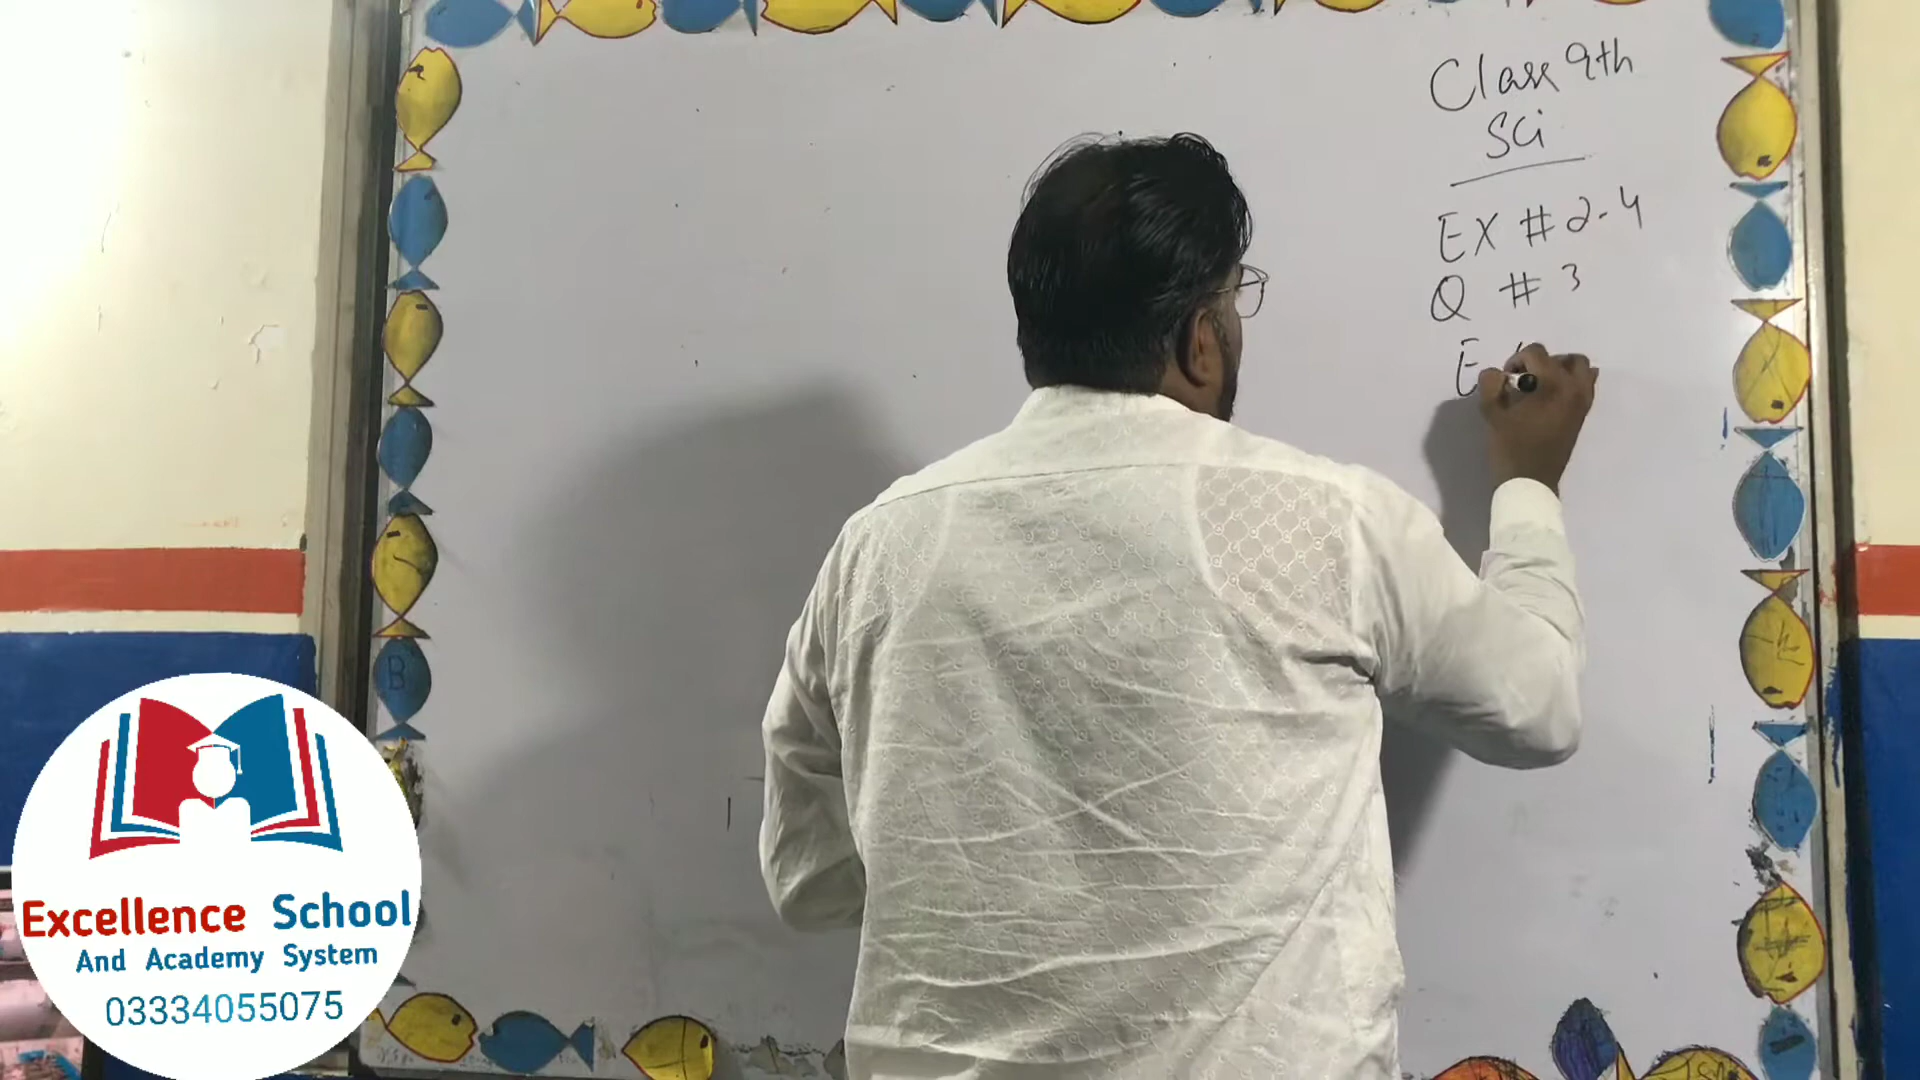 Class 9th
Sci
EX # 2.4
Q # 3
E
B
Excellence School
And Academy System
03334055075